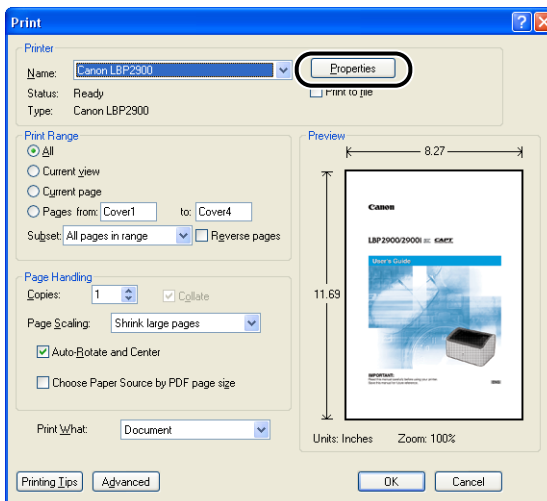 Print
Printer
Name: Canon LBP2900 Properties
Status: Ready Print to file
Type: Canon LBP2900
Print Range
All
Current view
Current page
Pages from: Cover1 to: Cover4
Subset: All pages in range Reverse pages
Page Handling
Copies: 1 Collate
Page Scaling: Shrink large pages
Auto-Rotate and Center
Choose Paper Source by PDF page size
Print What: Document
Preview
8.27
11.69
Canon
LBP2900/2900i CAPT
User's Guide
IMPORTANT:
Units: Inches Zoom: 100%
Printing Tips Advanced OK Cancel